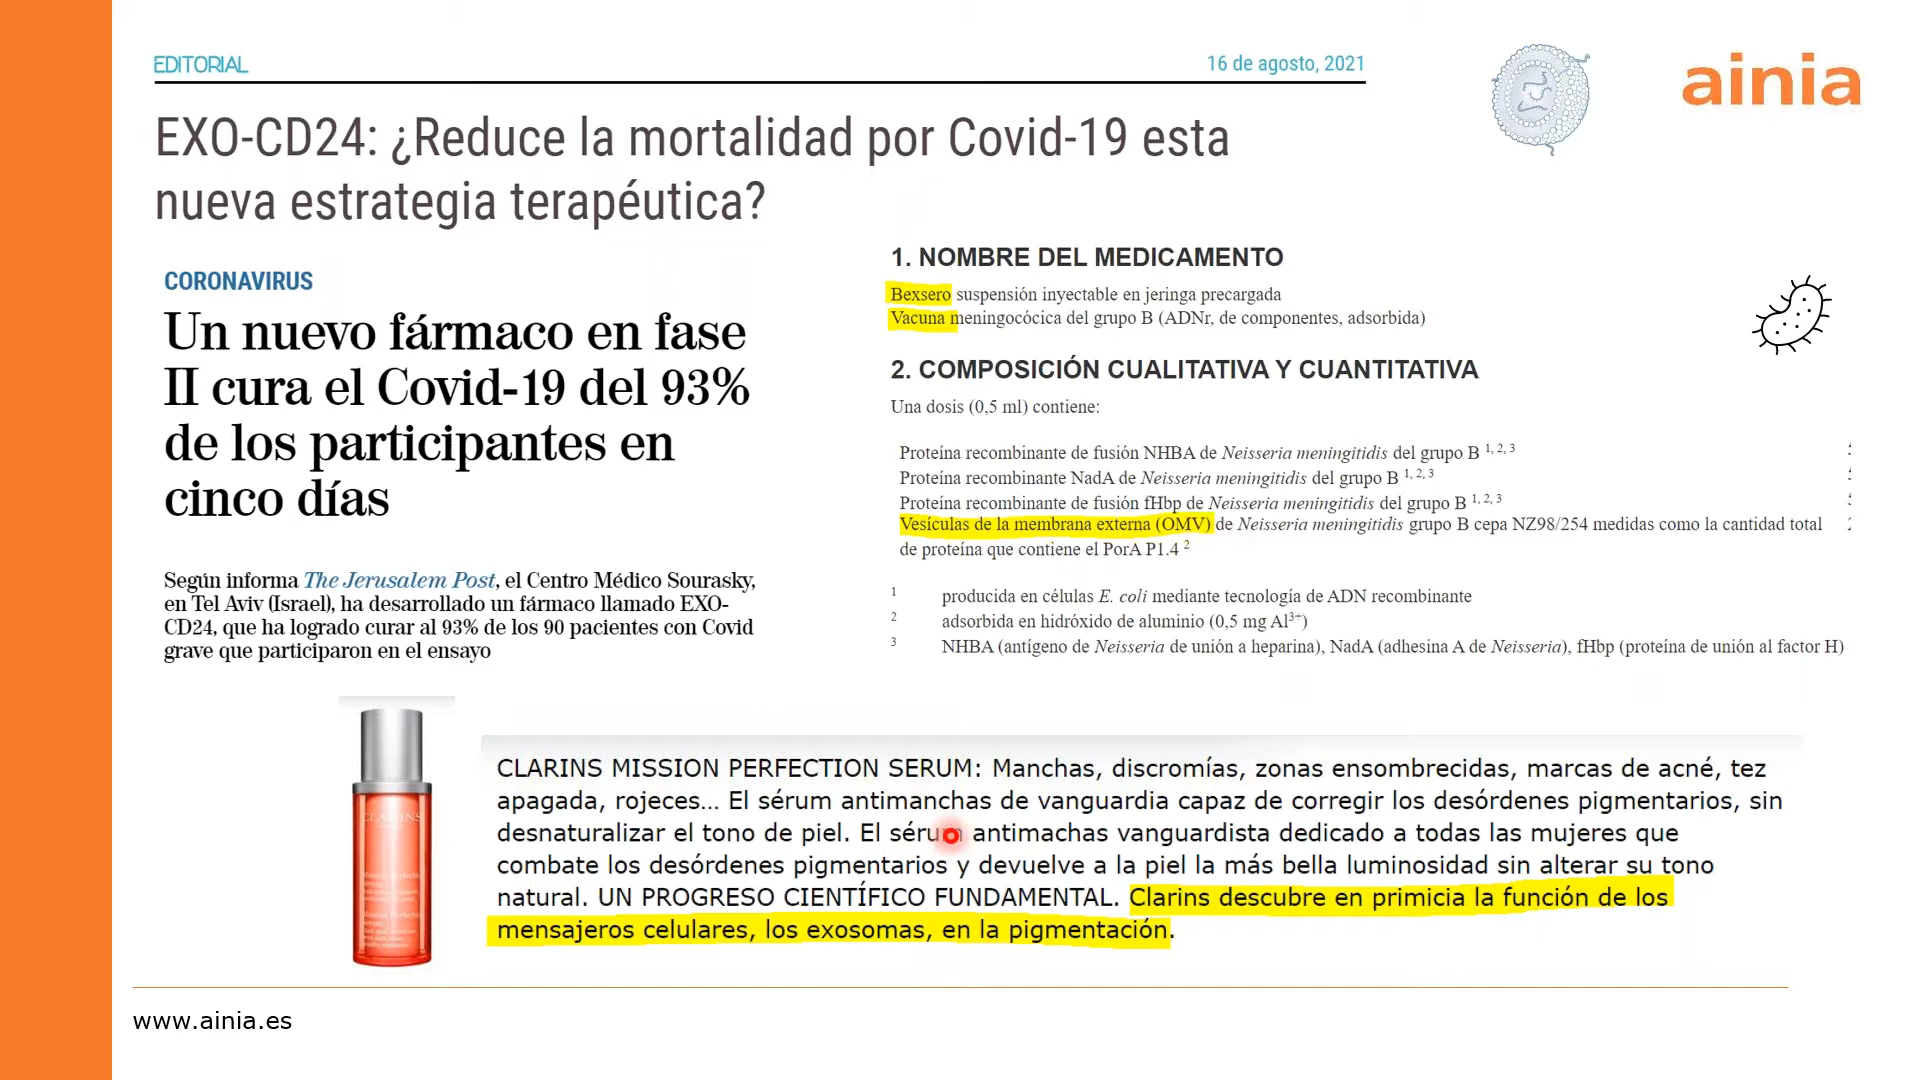 EDITORIAL
16 de agosto, 2021
ainia
EXO-CD24: ¿Reduce la mortalidad por Covid-19 esta
nueva estrategia terapéutica?
CORONAVIRUS
Un nuevo fármaco en fase
II cura el Covid-19 del 93%
de los participantes en
cinco días
Según informa The Jerusalem Post, el Centro Médico Sourasky,
en Tel Aviv (Israel), ha desarrollado un fármaco llamado EXO-
CD24, que ha logrado curar al 93% de los 90 pacientes con Covid
grave que participaron en el ensayo
1. NOMBRE DEL MEDICAMENTO
Bexsero suspensión inyectable en jeringa precargada
Vacuna meningocócica del grupo B (ADNr, de componentes, adsorbida)
2. COMPOSICIÓN CUALITATIVA Y CUANTITATIVA
Una dosis (0,5 ml) contiene:
Proteína recombinante de fusión NHBA de Neisseria meningitidis del grupo B 1, 2, 3
Proteína recombinante NadA de Neisseria meningitidis del grupo B 1, 2, 3
Proteína recombinante de fusión fHbp de Neisseria meningitidis del grupo B 1, 2, 3
Vesículas de la membrana externa (OMV) de Neisseria meningitidis grupo B cepa NZ98/254 medidas como la cantidad total
de proteína que contiene el PorA P1.4 2
1 producida en células E. coli mediante tecnología de ADN recombinante
2 adsorbida en hidróxido de aluminio (0,5 mg Al3+)
3 NHBA (antígeno de Neisseria de unión a heparina), NadA (adhesina A de Neisseria), fHbp (proteína de unión al factor H)
CLARINS
CLARINS MISSION PERFECTION SERUM: Manchas, discromías, zonas ensombrecidas, marcas de acné, tez
apagada, rojeces... El sérum antimanchas de vanguardia capaz de corregir los desórdenes pigmentarios, sin
desnaturalizar el tono de piel. El sérum antimachas vanguardista dedicado a todas las mujeres que
combate los desórdenes pigmentarios y devuelve a la piel la más bella luminosidad sin alterar su tono
natural. UN PROGRESO CIENTÍFICO FUNDAMENTAL. Clarins descubre en primicia la función de los
mensajeros celulares, los exosomas, en la pigmentación.
www.ainia.es